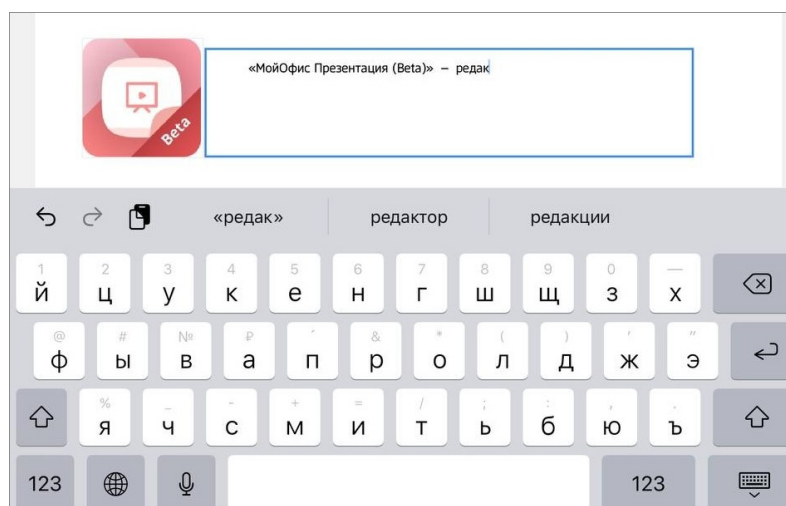 Beta
«МойОфис Презентация (Beta)» – редак
«редак» редактор редакции
1 2 3 4 5 6 7 8 9 0 —
й ц у к е н г ш щ з х
@ # № ₽ ´ & * ( ) ' "
ф ы в а п р о л д ж э
% _ - + = / ; : , .
я ч с м и т ь б ю ъ
123 123